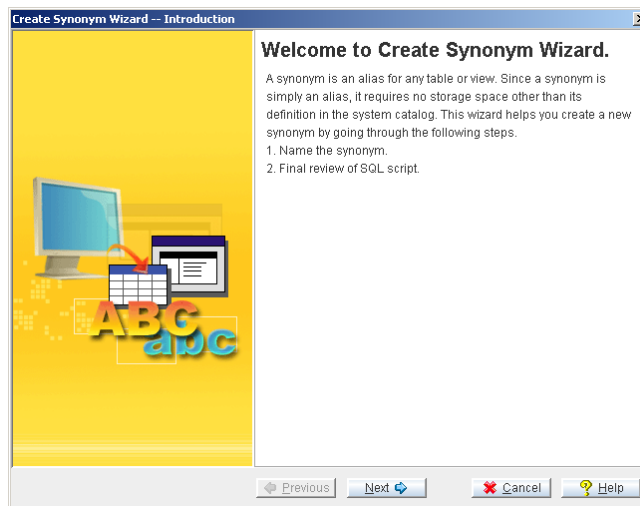 Create Synonym Wizard -- Introduction
Welcome to Create Synonym Wizard.
A synonym is an alias for any table or view. Since a synonym is
simply an alias, it requires no storage space other than its
definition in the system catalog. This wizard helps you create a new
synonym by going through the following steps.
1. Name the synonym.
2. Final review of SQL script.
ABC
abc
Previous Next Cancel Help